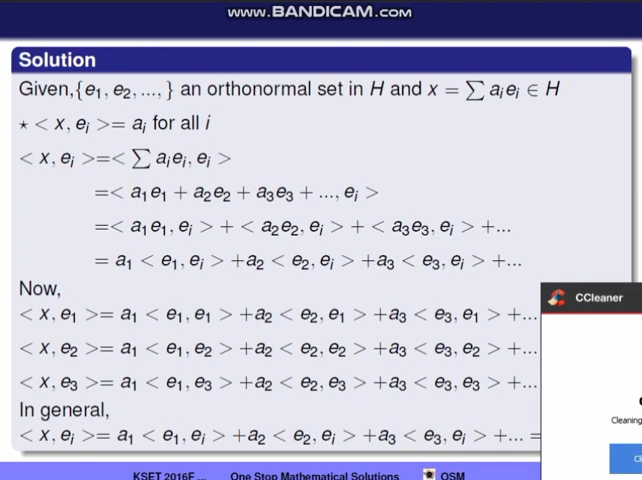 www.BANDICAM.com
Solution
Given,{e₁, e₂, ..., } an orthonormal set in H and x = ∑ aᵢeᵢ ∈ H
⋆ < x, eᵢ >= aᵢ for all i
< x, eᵢ >=< ∑ aᵢeᵢ, eᵢ >
=< a₁e₁ + a₂e₂ + a₃e₃ + ..., eᵢ >
=< a₁e₁, eᵢ > + < a₂e₂, eᵢ > + < a₃e₃, eᵢ > +...
= a₁ < e₁, eᵢ > +a₂ < e₂, eᵢ > +a₃ < e₃, eᵢ > +...
Now,
< x, e₁ >= a₁ < e₁, e₁ > +a₂ < e₂, e₁ > +a₃ < e₃, e₁ > +...
< x, e₂ >= a₁ < e₁, e₂ > +a₂ < e₂, e₂ > +a₃ < e₃, e₂ > +...
< x, e₃ >= a₁ < e₁, e₃ > +a₂ < e₂, e₃ > +a₃ < e₃, e₃ > +...
In general,
< x, eᵢ >= a₁ < e₁, eᵢ > +a₂ < e₂, eᵢ > +a₃ < e₃, eᵢ > +... =
CCleaner
Cleaning
KSET 2016F ... One Stop Mathematical Solutions OSM